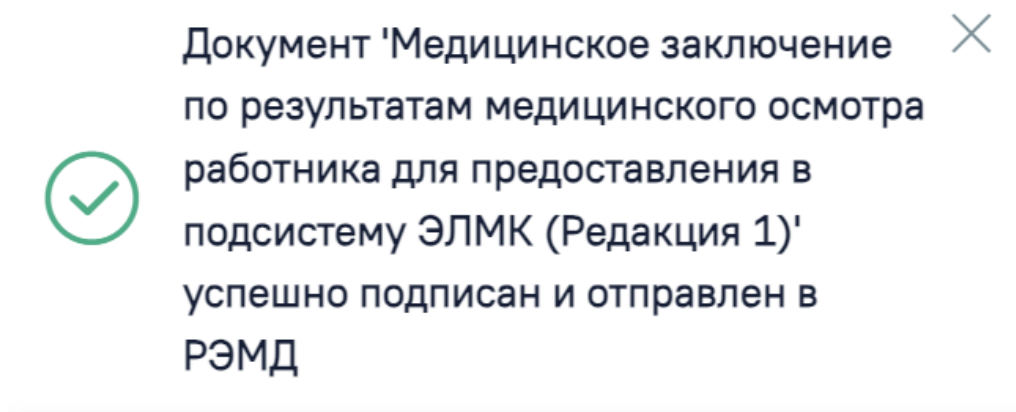 Документ 'Медицинское заключение
по результатам медицинского осмотра
работника для предоставления в
подсистему ЭЛМК (Редакция 1)'
успешно подписан и отправлен в
РЭМД